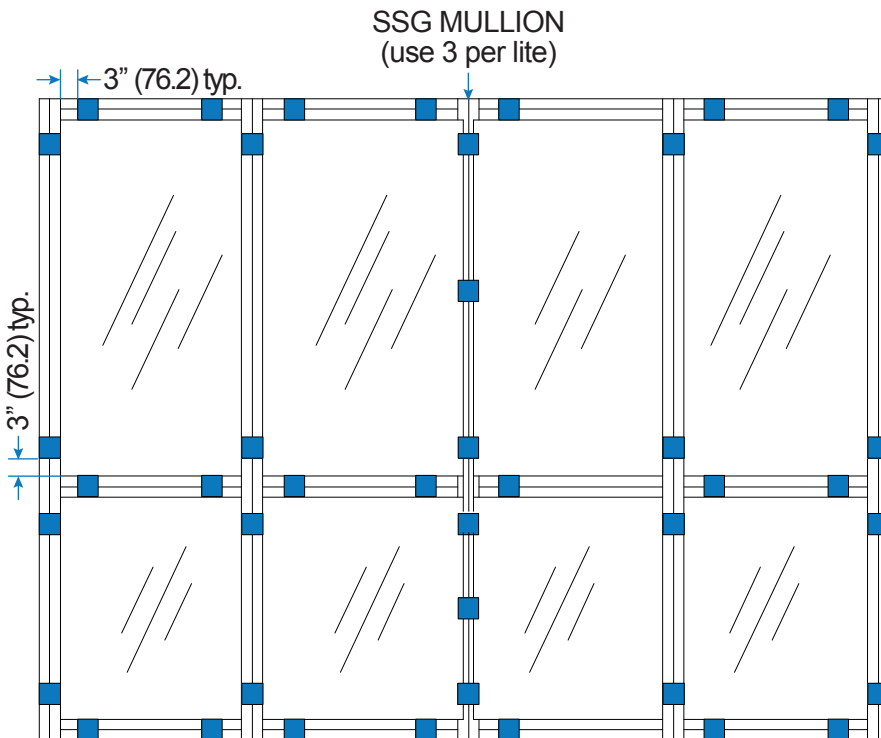 SSG MULLION
(use 3 per lite)
3” (76.2) typ.
3” (76.2) typ.